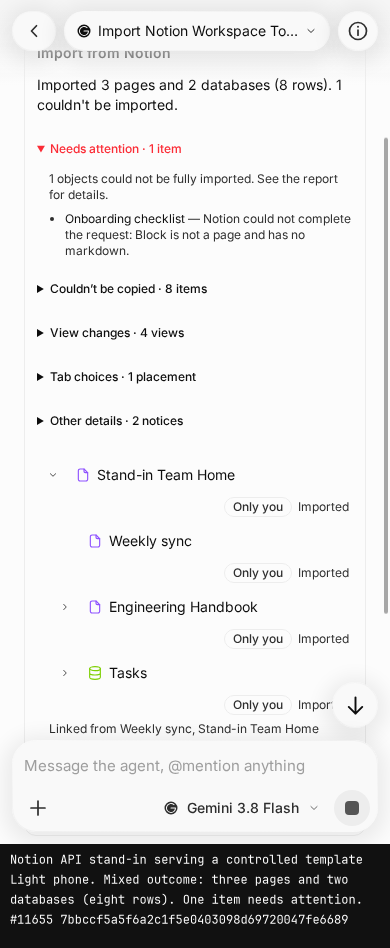 Import Notion Workspace To...
Import from Notion
Imported 3 pages and 2 databases (8 rows). 1
couldn't be imported.
Needs attention · 1 item
1 objects could not be fully imported. See the report
for details.
• Onboarding checklist — Notion could not complete
the request: Block is not a page and has no
markdown.
Couldn't be copied · 8 items
View changes · 4 views
Tab choices · 1 placement
Other details · 2 notices
Stand-in Team Home
Only you Imported
Weekly sync
Only you Imported
Engineering Handbook
Only you Imported
Tasks
Only you
Linked from Weekly sync, Stand-in Team Home
Message the agent, @mention anything
Gemini 3.8 Flash
Notion API stand-in serving a controlled template
Light phone. Mixed outcome: three pages and two
databases (eight rows). One item needs attention.
#11655 7bbccf5a5f6a2c1f5e0403098d69720047fe6689